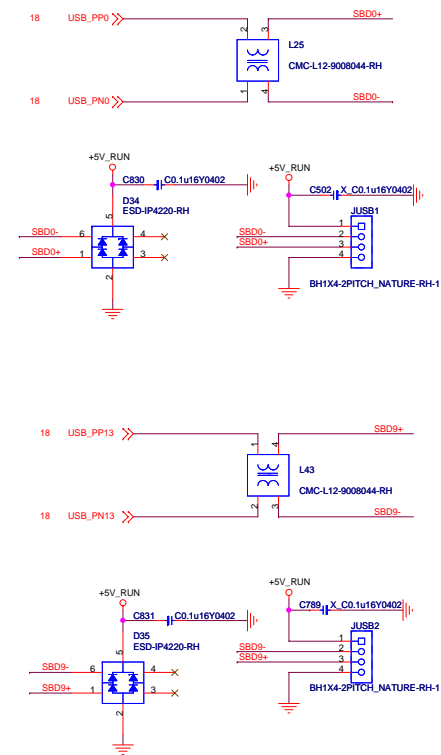 18 USB_PP0 SBD0+
2 3
L25
CMC-L12-9008044-RH
1 4
18 USB_PN0 SBD0-
+5V_RUN
C830 C0.1u16Y0402
D34
ESD-IP4220-RH
5
SBD0- 6 4
SBD0+ 1 3
2
+5V_RUN
C502 X_C0.1u16Y0402
JUSB1
1
SBD0- 2
SBD0+ 3
4
BH1X4-2PITCH_NATURE-RH-1
18 USB_PP13 SBD9+
1 4
L43
CMC-L12-9008044-RH
2 3
18 USB_PN13 SBD9-
+5V_RUN
C831 C0.1u16Y0402
D35
ESD-IP4220-RH
5
SBD9- 6 4
SBD9+ 1 3
2
+5V_RUN
C789 X_C0.1u16Y0402
JUSB2
1
SBD9- 2
SBD9+ 3
4
BH1X4-2PITCH_NATURE-RH-1